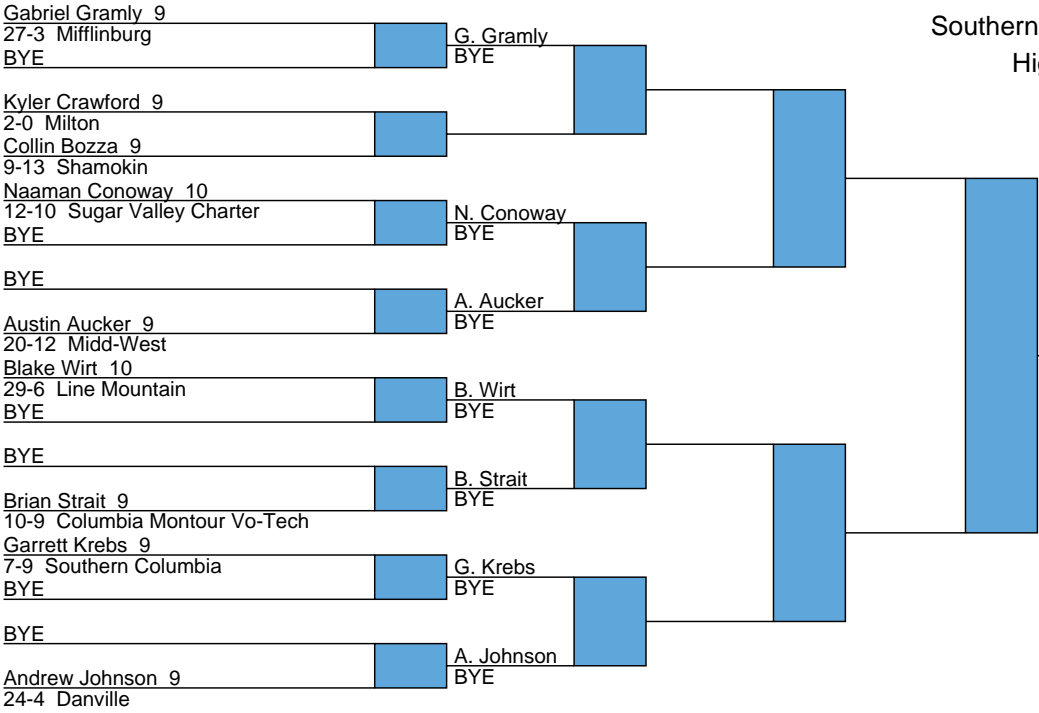 Gabriel Gramly 9
27-3 Mifflinburg
BYE
Kyler Crawford 9
2-0 Milton
Collin Bozza 9
9-13 Shamokin
Naaman Conoway 10
12-10 Sugar Valley Charter
BYE
BYE
Austin Aucker 9
20-12 Midd-West
Blake Wirt 10
29-6 Line Mountain
BYE
BYE
Brian Strait 9
10-9 Columbia Montour Vo-Tech
Garrett Krebs 9
7-9 Southern Columbia
BYE
BYE
Andrew Johnson 9
24-4 Danville
G. Gramly
BYE
N. Conoway
BYE
A. Aucker
BYE
B. Wirt
BYE
B. Strait
BYE
G. Krebs
BYE
A. Johnson
BYE
Southern
Hig